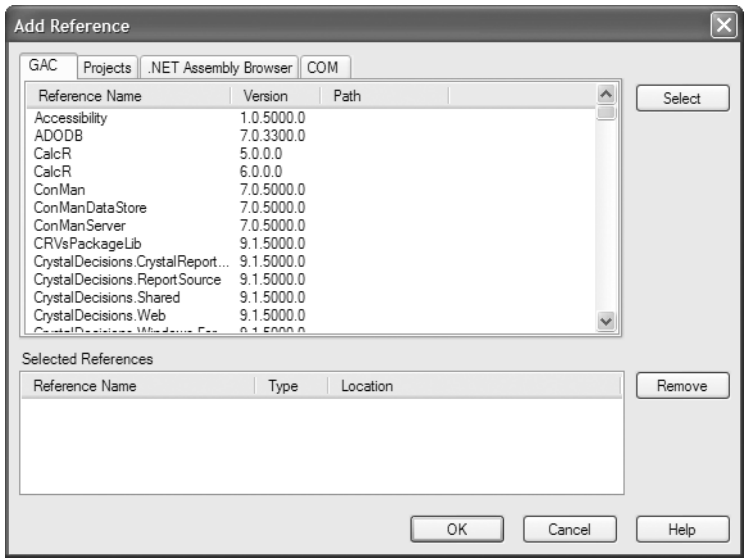 Add Reference
GAC Projects .NET Assembly Browser COM
Reference Name Version Path
Select
Accessibility 1.0.5000.0
ADODB 7.0.3300.0
CalcR 5.0.0.0
CalcR 6.0.0.0
ConMan 7.0.5000.0
ConManDataStore 7.0.5000.0
ConManServer 7.0.5000.0
CRVsPackageLib 9.1.5000.0
CrystalDecisions.CrystalReport... 9.1.5000.0
CrystalDecisions.ReportSource 9.1.5000.0
CrystalDecisions.Shared 9.1.5000.0
CrystalDecisions.Web 9.1.5000.0
Selected References
Reference Name Type Location
Remove
OK Cancel Help